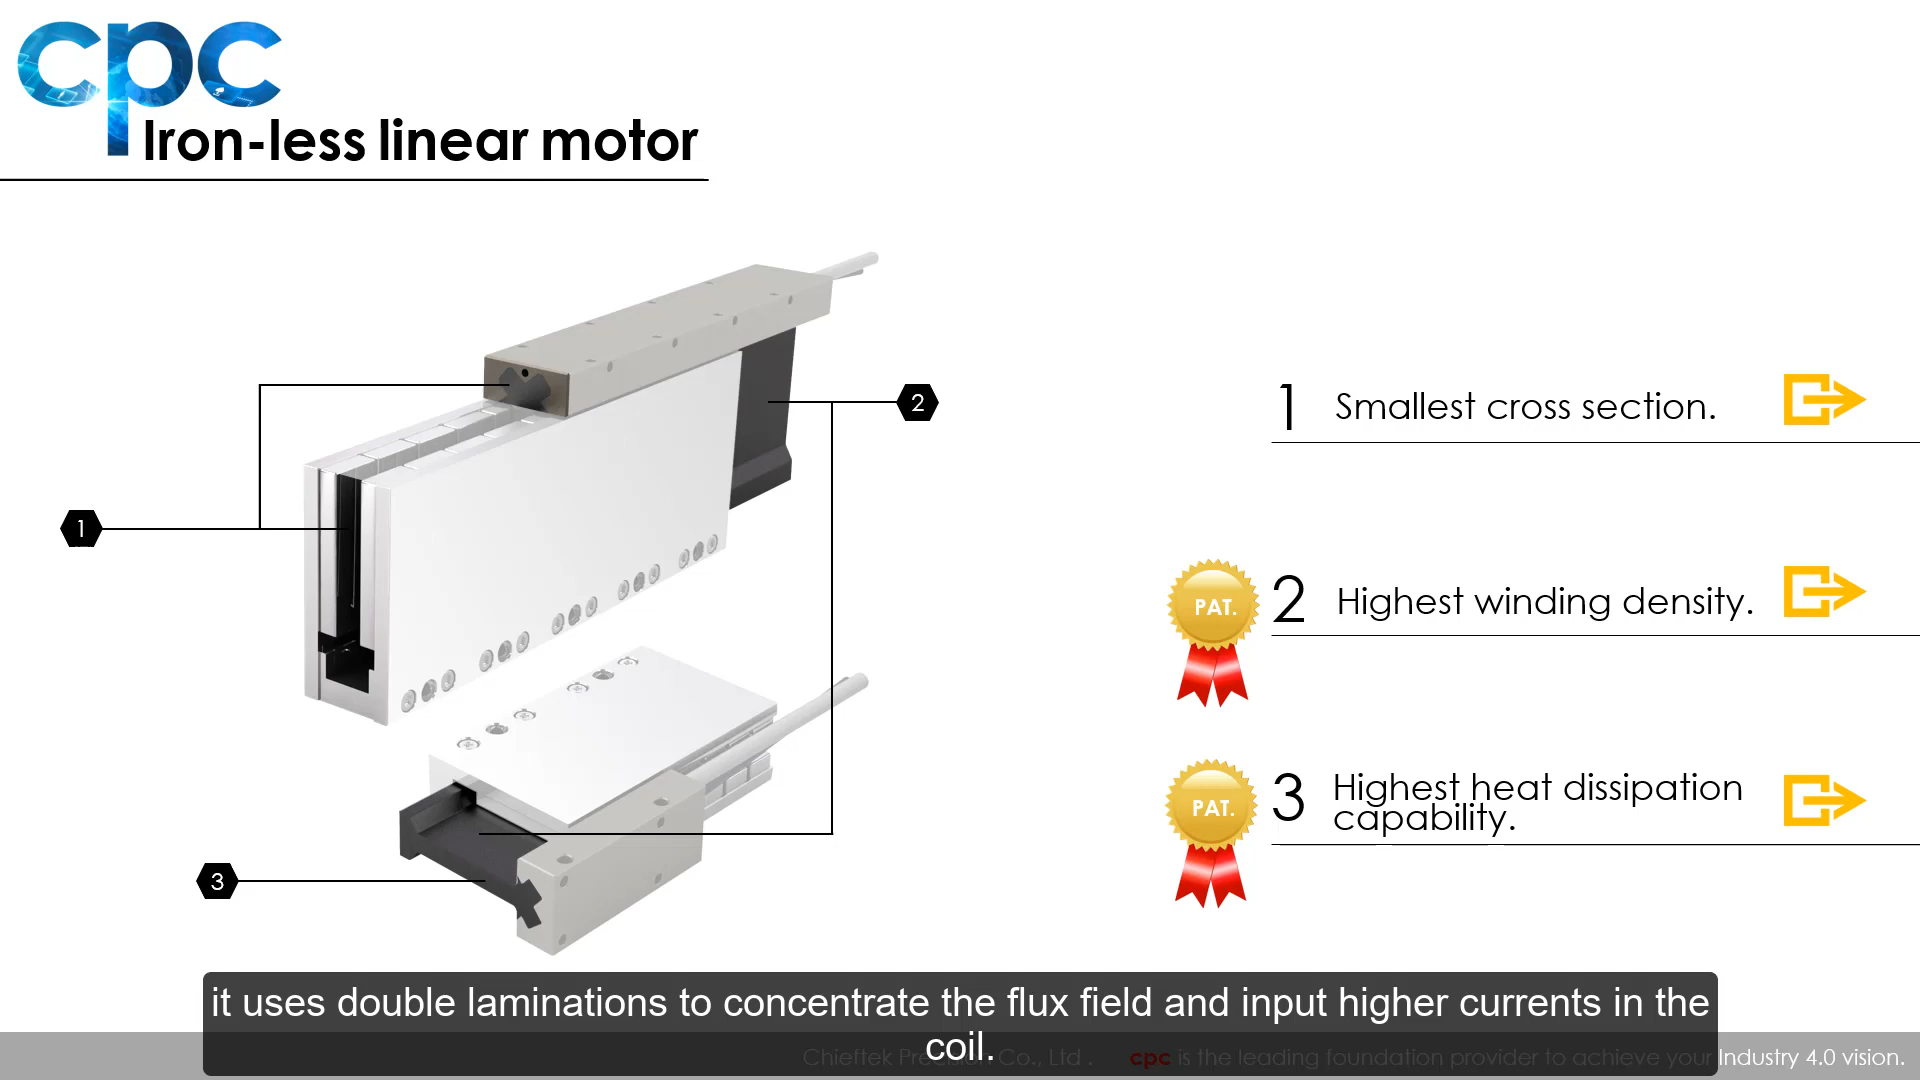 cpc
Iron-less linear motor
2
1
3
1 Smallest cross section.
PAT. 2 Highest winding density.
PAT. 3 Highest heat dissipation
capability.
it uses double laminations to concentrate the flux field and input higher currents in the
coil.
Chieftek Precision Co., Ltd . cpc is the leading foundation provider to achieve your Industry 4.0 vision.